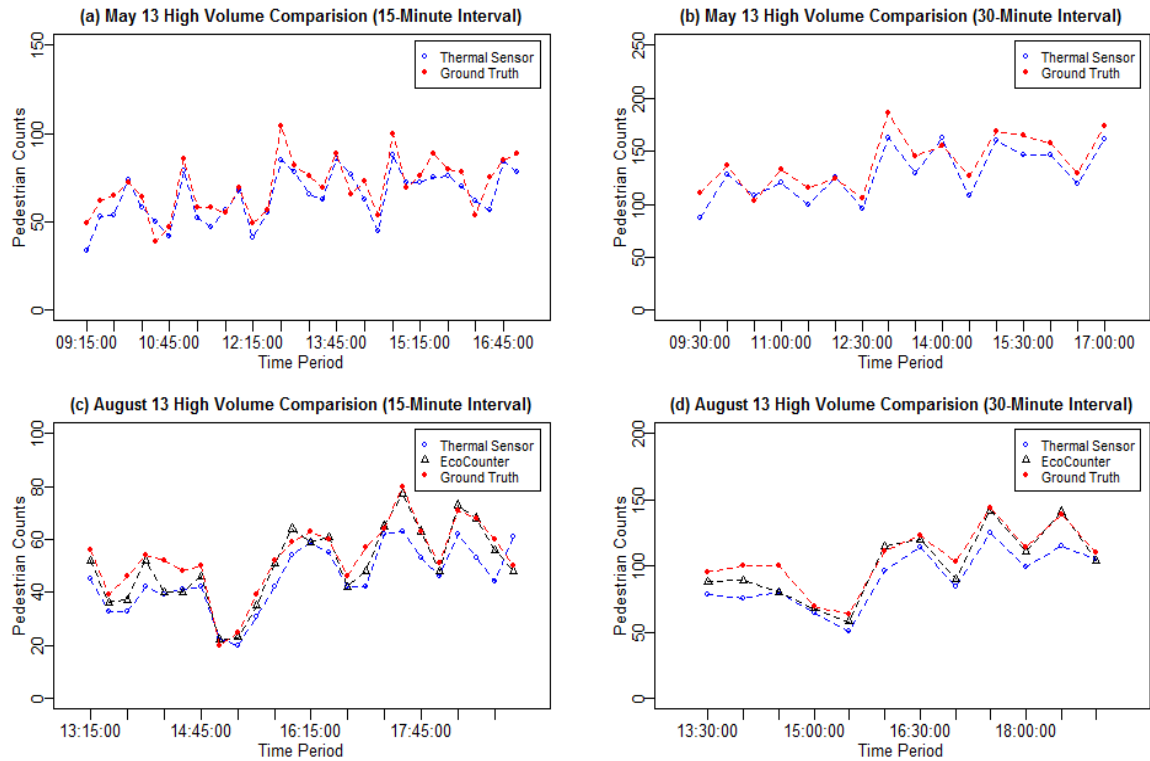 (a) May 13 High Volume Comparision (15-Minute Interval)
Pedestrian Counts
150
100
50
0
Thermal Sensor
Ground Truth
09:15:00 10:45:00 12:15:00 13:45:00 15:15:00 16:45:00
Time Period
(b) May 13 High Volume Comparision (30-Minute Interval)
Pedestrian Counts
250
200
150
100
50
0
Thermal Sensor
Ground Truth
09:30:00 11:00:00 12:30:00 14:00:00 15:30:00 17:00:00
Time Period
(c) August 13 High Volume Comparision (15-Minute Interval)
Pedestrian Counts
100
80
60
40
20
0
Thermal Sensor
EcoCounter
Ground Truth
13:15:00 14:45:00 16:15:00 17:45:00
Time Period
(d) August 13 High Volume Comparision (30-Minute Interval)
Pedestrian Counts
200
150
100
50
0
Thermal Sensor
EcoCounter
Ground Truth
13:30:00 15:00:00 16:30:00 18:00:00
Time Period